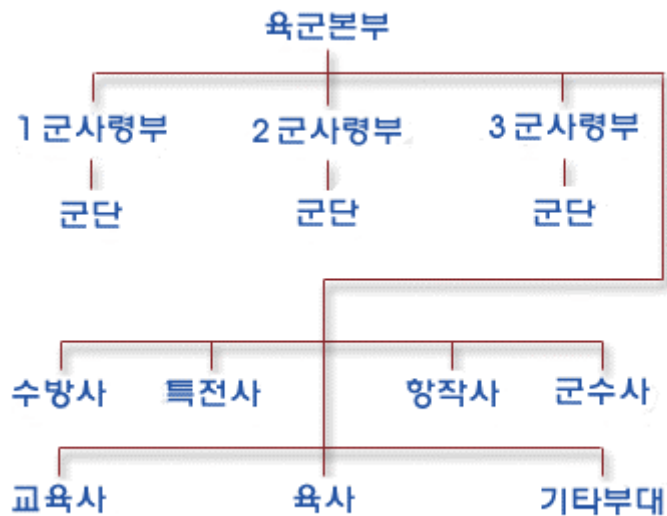 육군본부
1군사령부 2군사령부 3군사령부
군단 군단 군단
수방사 특전사 항작사 군수사
교육사 육사 기타부대